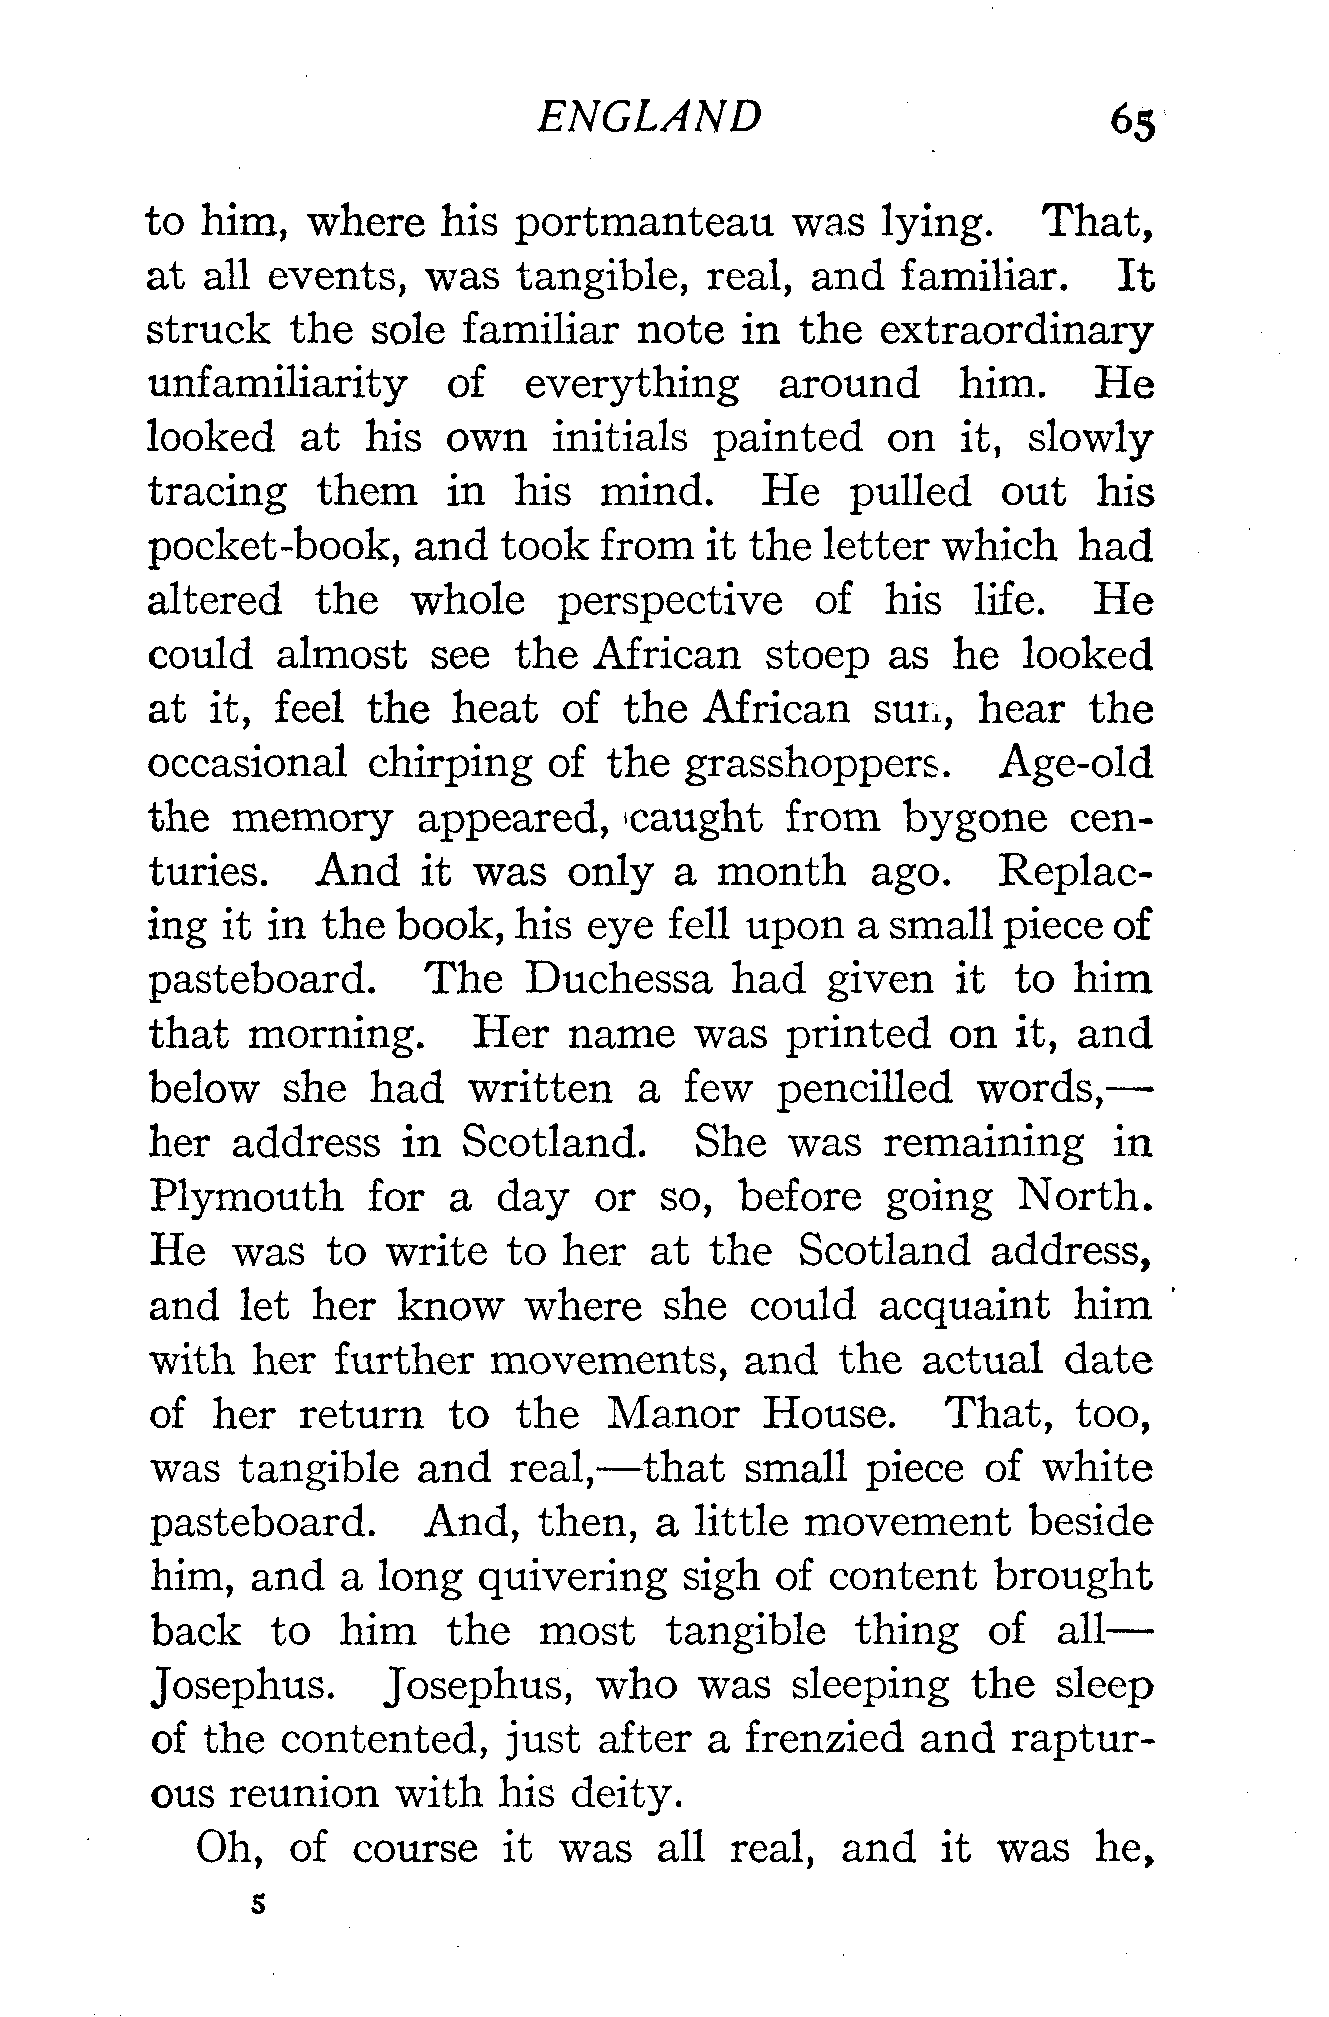 ENGLAND 65
to him, where his portmanteau was lying. That,
at all events, was tangible, real, and familiar. It
struck the sole familiar note in the extraordinary
unfamiliarity of everything around him. He
looked at his own initials painted on it, slowly
tracing them in his mind. He pulled out his
pocket-book, and took from it the letter which had
altered the whole perspective of his life. He
could almost see the African stoep as he looked
at it, feel the heat of the African sun, hear the
occasional chirping of the grasshoppers. Age-old
the memory appeared, caught from bygone cen-
turies. And it was only a month ago. Replac-
ing it in the book, his eye fell upon a small piece of
pasteboard. The Duchessa had given it to him
that morning. Her name was printed on it, and
below she had written a few pencilled words,—
her address in Scotland. She was remaining in
Plymouth for a day or so, before going North.
He was to write to her at the Scotland address,
and let her know where she could acquaint him
with her further movements, and the actual date
of her return to the Manor House. That, too,
was tangible and real,—that small piece of white
pasteboard. And, then, a little movement beside
him, and a long quivering sigh of content brought
back to him the most tangible thing of all—
Josephus. Josephus, who was sleeping the sleep
of the contented, just after a frenzied and raptur-
ous reunion with his deity.
Oh, of course it was all real, and it was he,
5